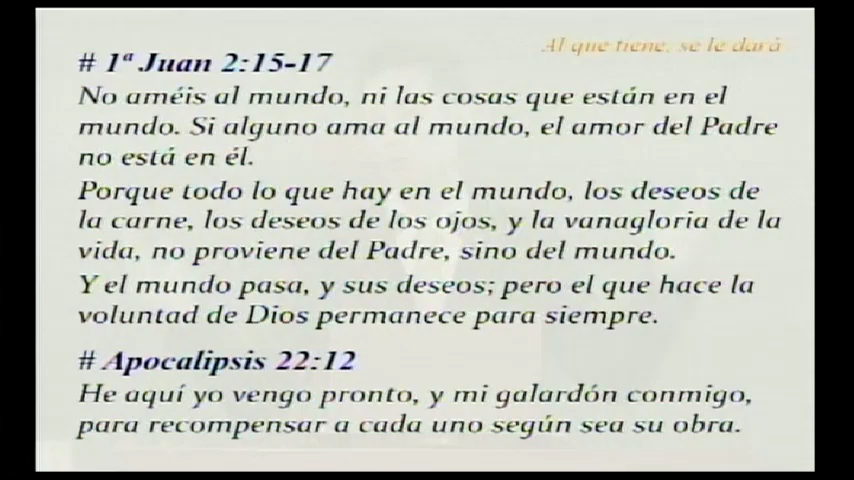 Al que tiene, se le dará
# 1ª Juan 2:15-17
No améis al mundo, ni las cosas que están en el
mundo. Si alguno ama al mundo, el amor del Padre
no está en él.
Porque todo lo que hay en el mundo, los deseos de
la carne, los deseos de los ojos, y la vanagloria de la
vida, no proviene del Padre, sino del mundo.
Y el mundo pasa, y sus deseos; pero el que hace la
voluntad de Dios permanece para siempre.
# Apocalipsis 22:12
He aquí yo vengo pronto, y mi galardón conmigo,
para recompensar a cada uno según sea su obra.